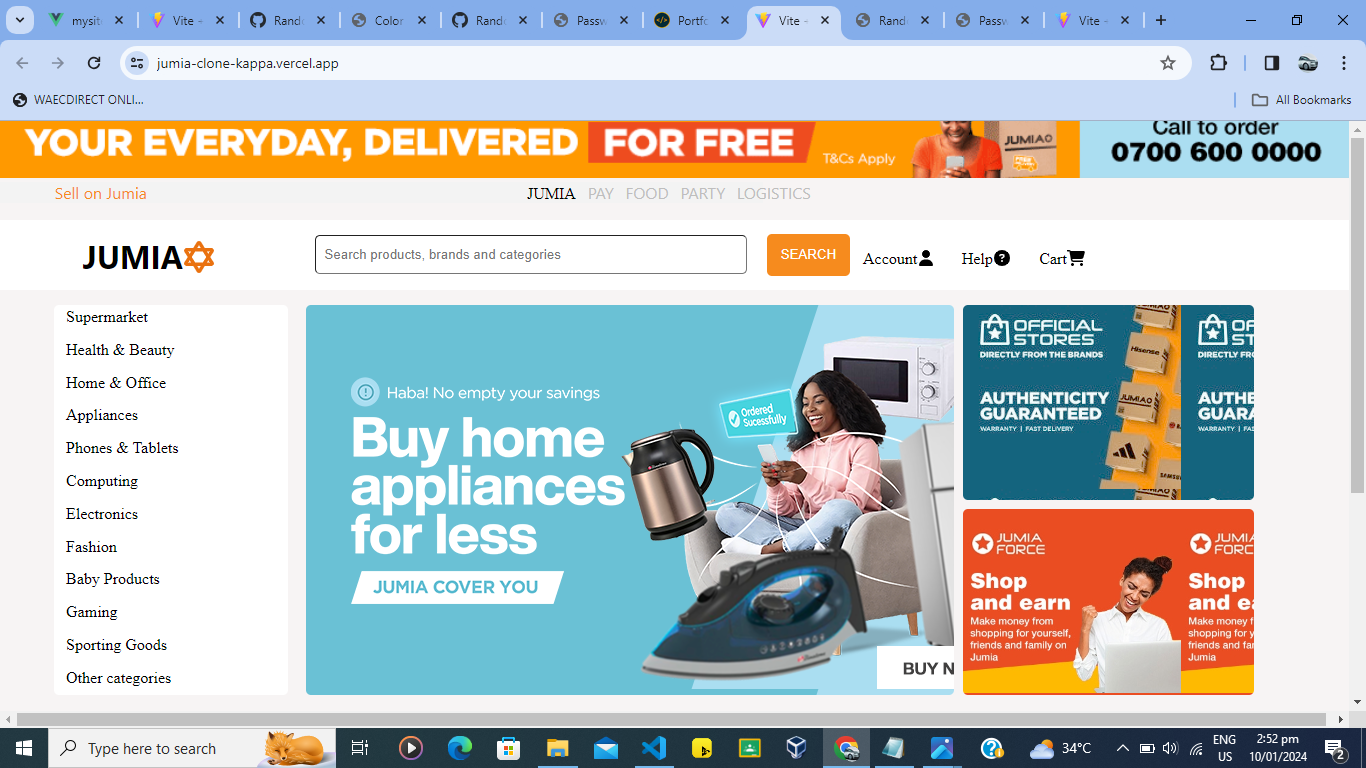 mysite
Vite +
Rand
Color
Rand
Passw
Portfo
Vite +
Rand
Passw
Vite +
jumia-clone-kappa.vercel.app
WAECDIRECT ONLI...
All Bookmarks
YOUR EVERYDAY, DELIVERED FOR FREE
T&Cs Apply
JUMIA
Call to order
0700 600 0000
Sell on Jumia
JUMIA PAY FOOD PARTY LOGISTICS
JUMIA
Search products, brands and categories
SEARCH
Account
Help
Cart
Supermarket
Health & Beauty
Home & Office
Appliances
Phones & Tablets
Computing
Electronics
Fashion
Baby Products
Gaming
Sporting Goods
Other categories
Haba! No empty your savings
Buy home
appliances
for less
JUMIA COVER YOU
Ordered
Sucessfully
BUY N
OFFICIAL
STORES
DIRECTLY FROM THE BRANDS
AUTHENTICITY
GUARANTEED
WARRANTY | FAST DELIVERY
Hisense
JUMIA
SAMSU
OF
ST
DIRECTLY FRO
AUTHE
GUARA
WARRANTY | F
JUMIA
FORCE
Shop
and earn
Make money from
shopping for yourself,
friends and family on
Jumia
JUMI
FORC
Shop
and ea
Make money f
shopping for y
friends and fa
Jumia
Type here to search
34°C
ENG
US
2:52 pm
10/01/2024
2